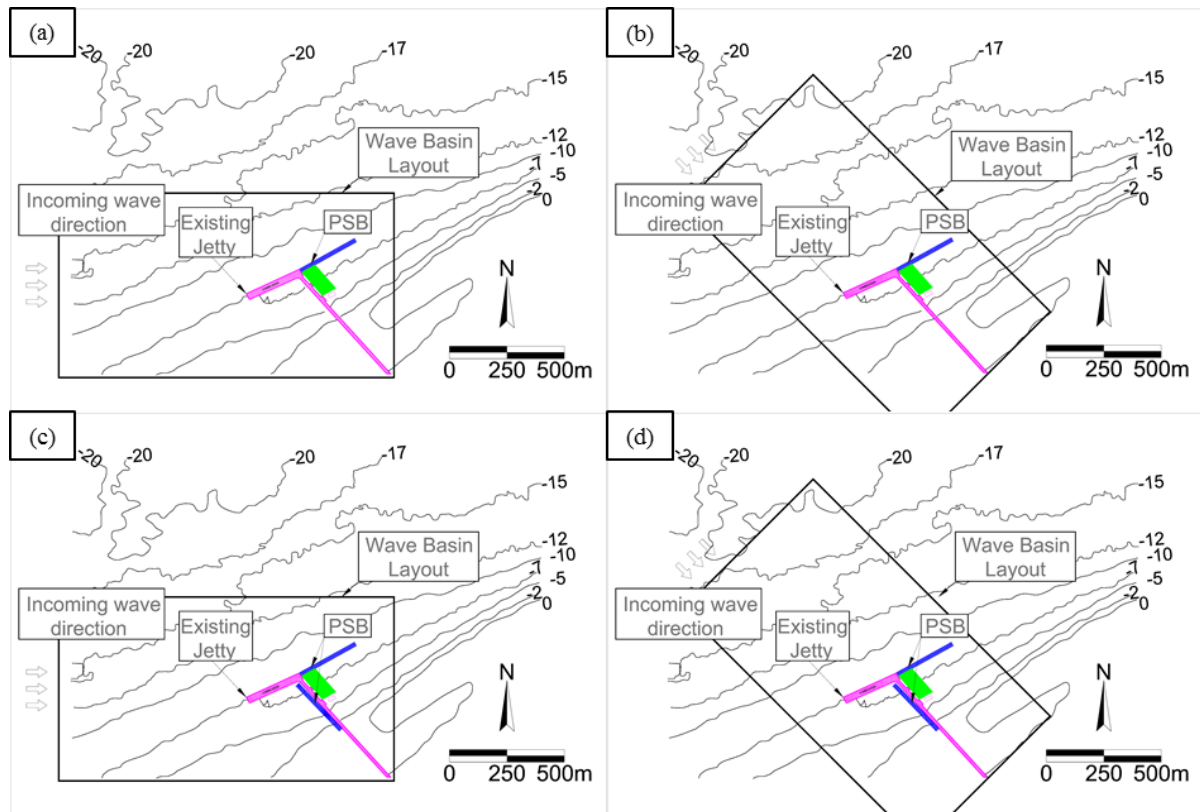 (a)
-20
-20
-20
-17
-15
-12
-10
-7
-5
-2
0
Wave Basin
Layout
Incoming wave
direction
Existing
Jetty
PSB
N
0 250 500m
(b)
-20
-20
-20
-17
-15
-12
-10
-7
-5
-2
0
Wave Basin
Layout
Incoming wave
direction
Existing
Jetty
PSB
N
0 250 500m
(c)
-20
-20
-20
-17
-15
-12
-10
-7
-5
-2
0
Wave Basin
Layout
Incoming wave
direction
Existing
Jetty
PSB
N
0 250 500m
(d)
-20
-20
-20
-17
-15
-12
-10
-7
-5
-2
0
Wave Basin
Layout
Incoming wave
direction
Existing
Jetty
PSB
N
0 250 500m